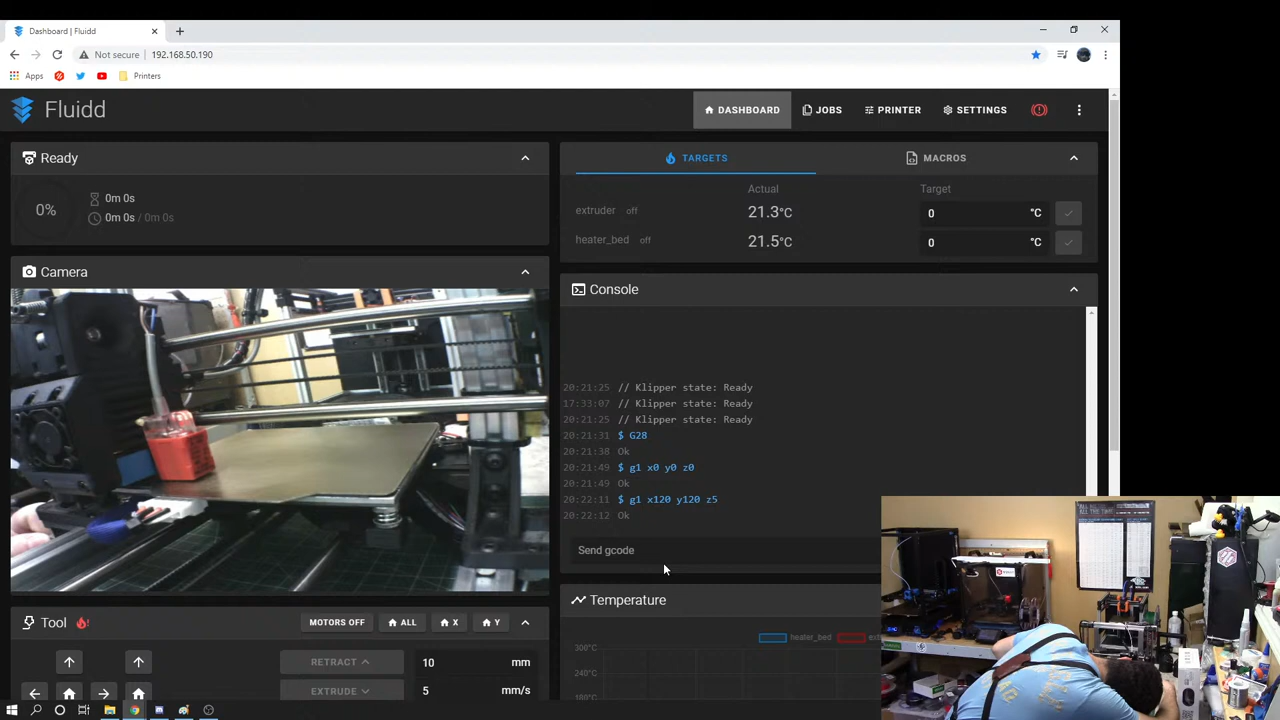 Dashboard | Fluidd
Not secure
192.168.50.190
Apps
Printers
Fluidd
DASHBOARD
JOBS
PRINTER
SETTINGS
Ready
0%
0m 0s
0m 0s / 0m 0s
Camera
Tool
MOTORS OFF
ALL
X
Y
RETRACT
10
mm
EXTRUDE
5
mm/s
TARGETS
MACROS
Actual
Target
extruder off
21.3°C
0
°C
heater_bed off
21.5°C
0
°C
Console
20:21:25 // Klipper state: Ready
17:33:07 // Klipper state: Ready
20:21:25 // Klipper state: Ready
20:21:31 $ G28
20:21:38 Ok
20:21:49 $ g1 x0 y0 z0
20:21:49 Ok
20:22:11 $ g1 x120 y120 z5
20:22:12 Ok
Send gcode
Temperature
heater_bed
300°C
240°C
180°C
ALL THE TIME